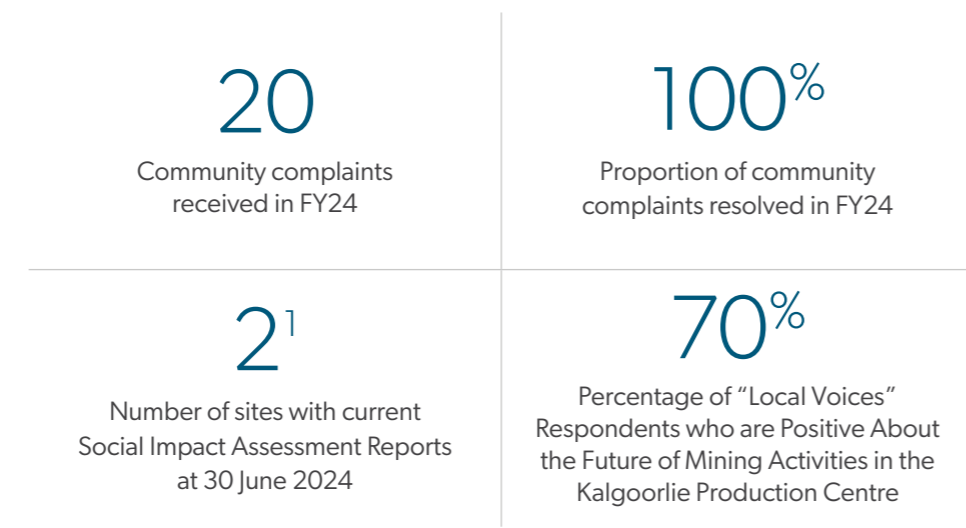 20
Community complaints
received in FY24
100%
Proportion of community
complaints resolved in FY24
2¹
Number of sites with current
Social Impact Assessment Reports
at 30 June 2024
70%
Percentage of “Local Voices”
Respondents who are Positive About
the Future of Mining Activities in the
Kalgoorlie Production Centre